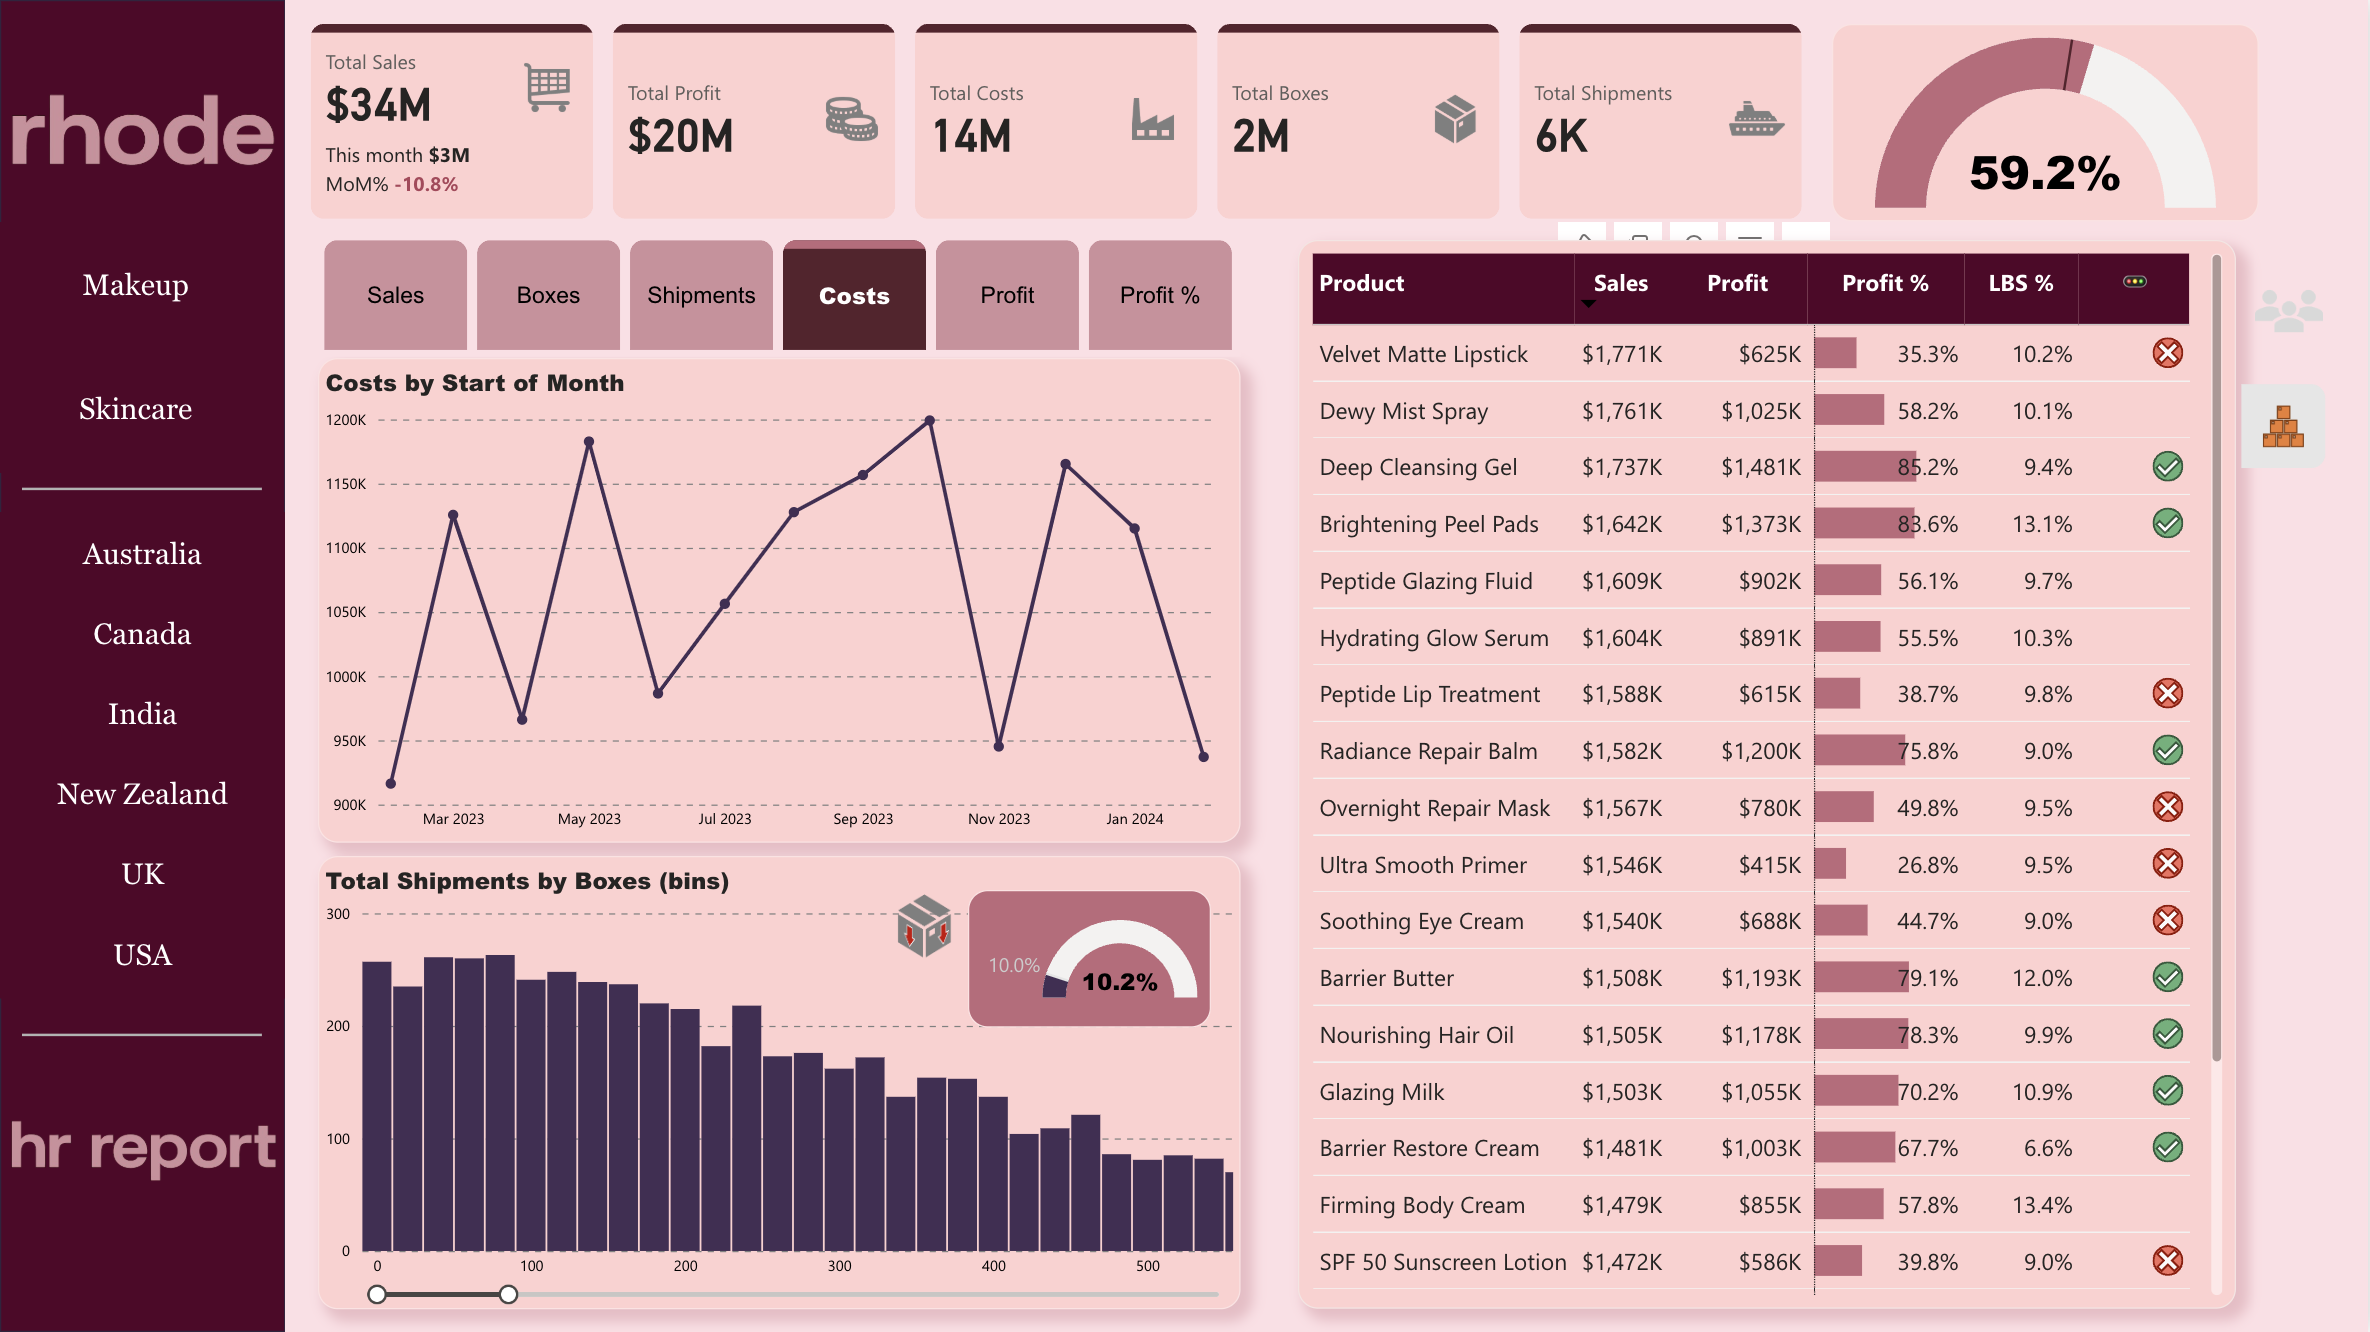 rhode
Makeup
Skincare
Australia
Canada
India
New Zealand
UK
USA
hr report
Total Sales
$34M
This month $3M
MoM% -10.8%
Total Profit
$20M
Total Costs
14M
Total Boxes
2M
Total Shipments
6K
59.2%
Sales
Boxes
Shipments
Costs
Profit
Profit %
Costs by Start of Month
1200K
1150K
1100K
1050K
1000K
950K
900K
Mar 2023 May 2023 Jul 2023 Sep 2023 Nov 2023 Jan 2024
Total Shipments by Boxes (bins)
300
200
100
0
0 100 200 300 400 500
10.0%
10.2%
Product Sales Profit Profit % LBS %
Velvet Matte Lipstick $1,771K $625K 35.3% 10.2%
Dewy Mist Spray $1,761K $1,025K 58.2% 10.1%
Deep Cleansing Gel $1,737K $1,481K 85.2% 9.4%
Brightening Peel Pads $1,642K $1,373K 83.6% 13.1%
Peptide Glazing Fluid $1,609K $902K 56.1% 9.7%
Hydrating Glow Serum $1,604K $891K 55.5% 10.3%
Peptide Lip Treatment $1,588K $615K 38.7% 9.8%
Radiance Repair Balm $1,582K $1,200K 75.8% 9.0%
Overnight Repair Mask $1,567K $780K 49.8% 9.5%
Ultra Smooth Primer $1,546K $415K 26.8% 9.5%
Soothing Eye Cream $1,540K $688K 44.7% 9.0%
Barrier Butter $1,508K $1,193K 79.1% 12.0%
Nourishing Hair Oil $1,505K $1,178K 78.3% 9.9%
Glazing Milk $1,503K $1,055K 70.2% 10.9%
Barrier Restore Cream $1,481K $1,003K 67.7% 6.6%
Firming Body Cream $1,479K $855K 57.8% 13.4%
SPF 50 Sunscreen Lotion $1,472K $586K 39.8% 9.0%